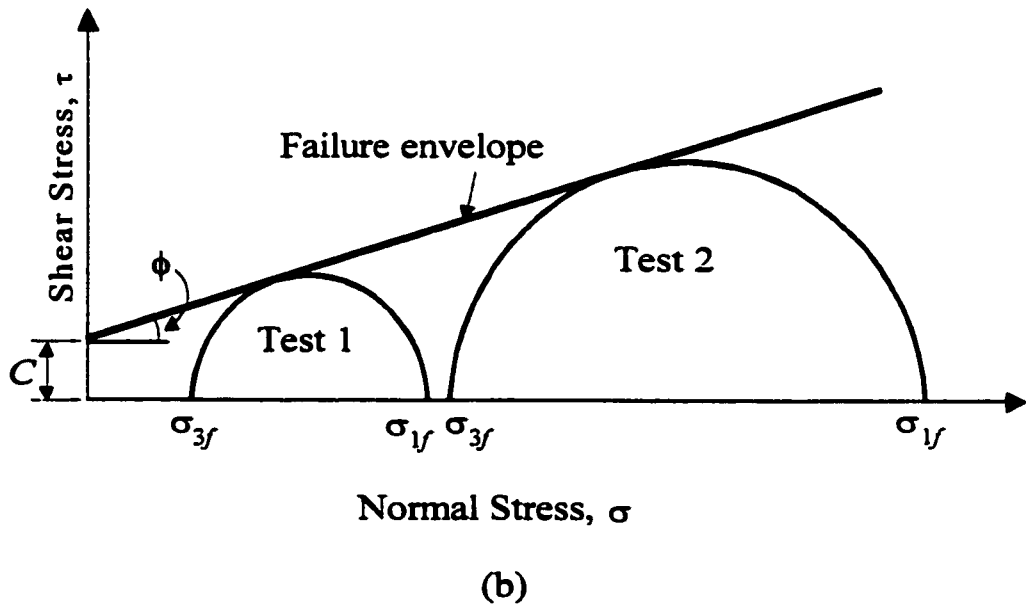 Shear Stress, τ
Failure envelope
ϕ
Test 2
Test 1
C
σ3f
σ1f
σ3f
σ1f
Normal Stress, σ
(b)